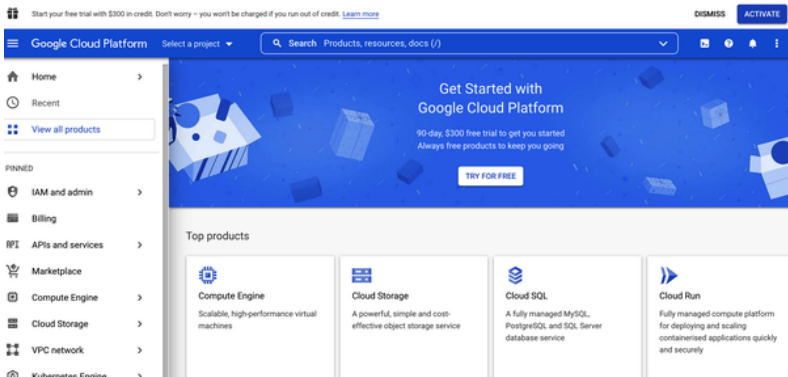 Start your free trial with $300 in credit. Don't worry – you won't be charged if you run out of credit. Learn more
DISMISS
ACTIVATE
Google Cloud Platform
Select a project
Search Products, resources, docs (/)
Home
Recent
View all products
PINNED
IAM and admin
Billing
API APIs and services
Marketplace
Compute Engine
Cloud Storage
VPC network
Kubernetes Engine
Get Started with
Google Cloud Platform
90-day, $300 free trial to get you started
Always free products to keep you going
TRY FOR FREE
Top products
Compute Engine
Scalable, high-performance virtual
machines
Cloud Storage
A powerful, simple and cost-
effective object storage service
Cloud SQL
A fully managed MySQL,
PostgreSQL and SQL Server
database service
Cloud Run
Fully managed compute platform
for deploying and scaling
containerised applications quickly
and securely